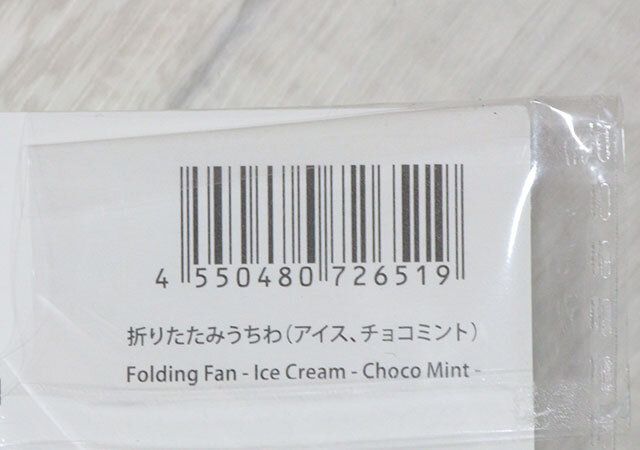 4 550480 726519
折りたたみうちわ（アイス、チョコミント）
Folding Fan - Ice Cream - Choco Mint -